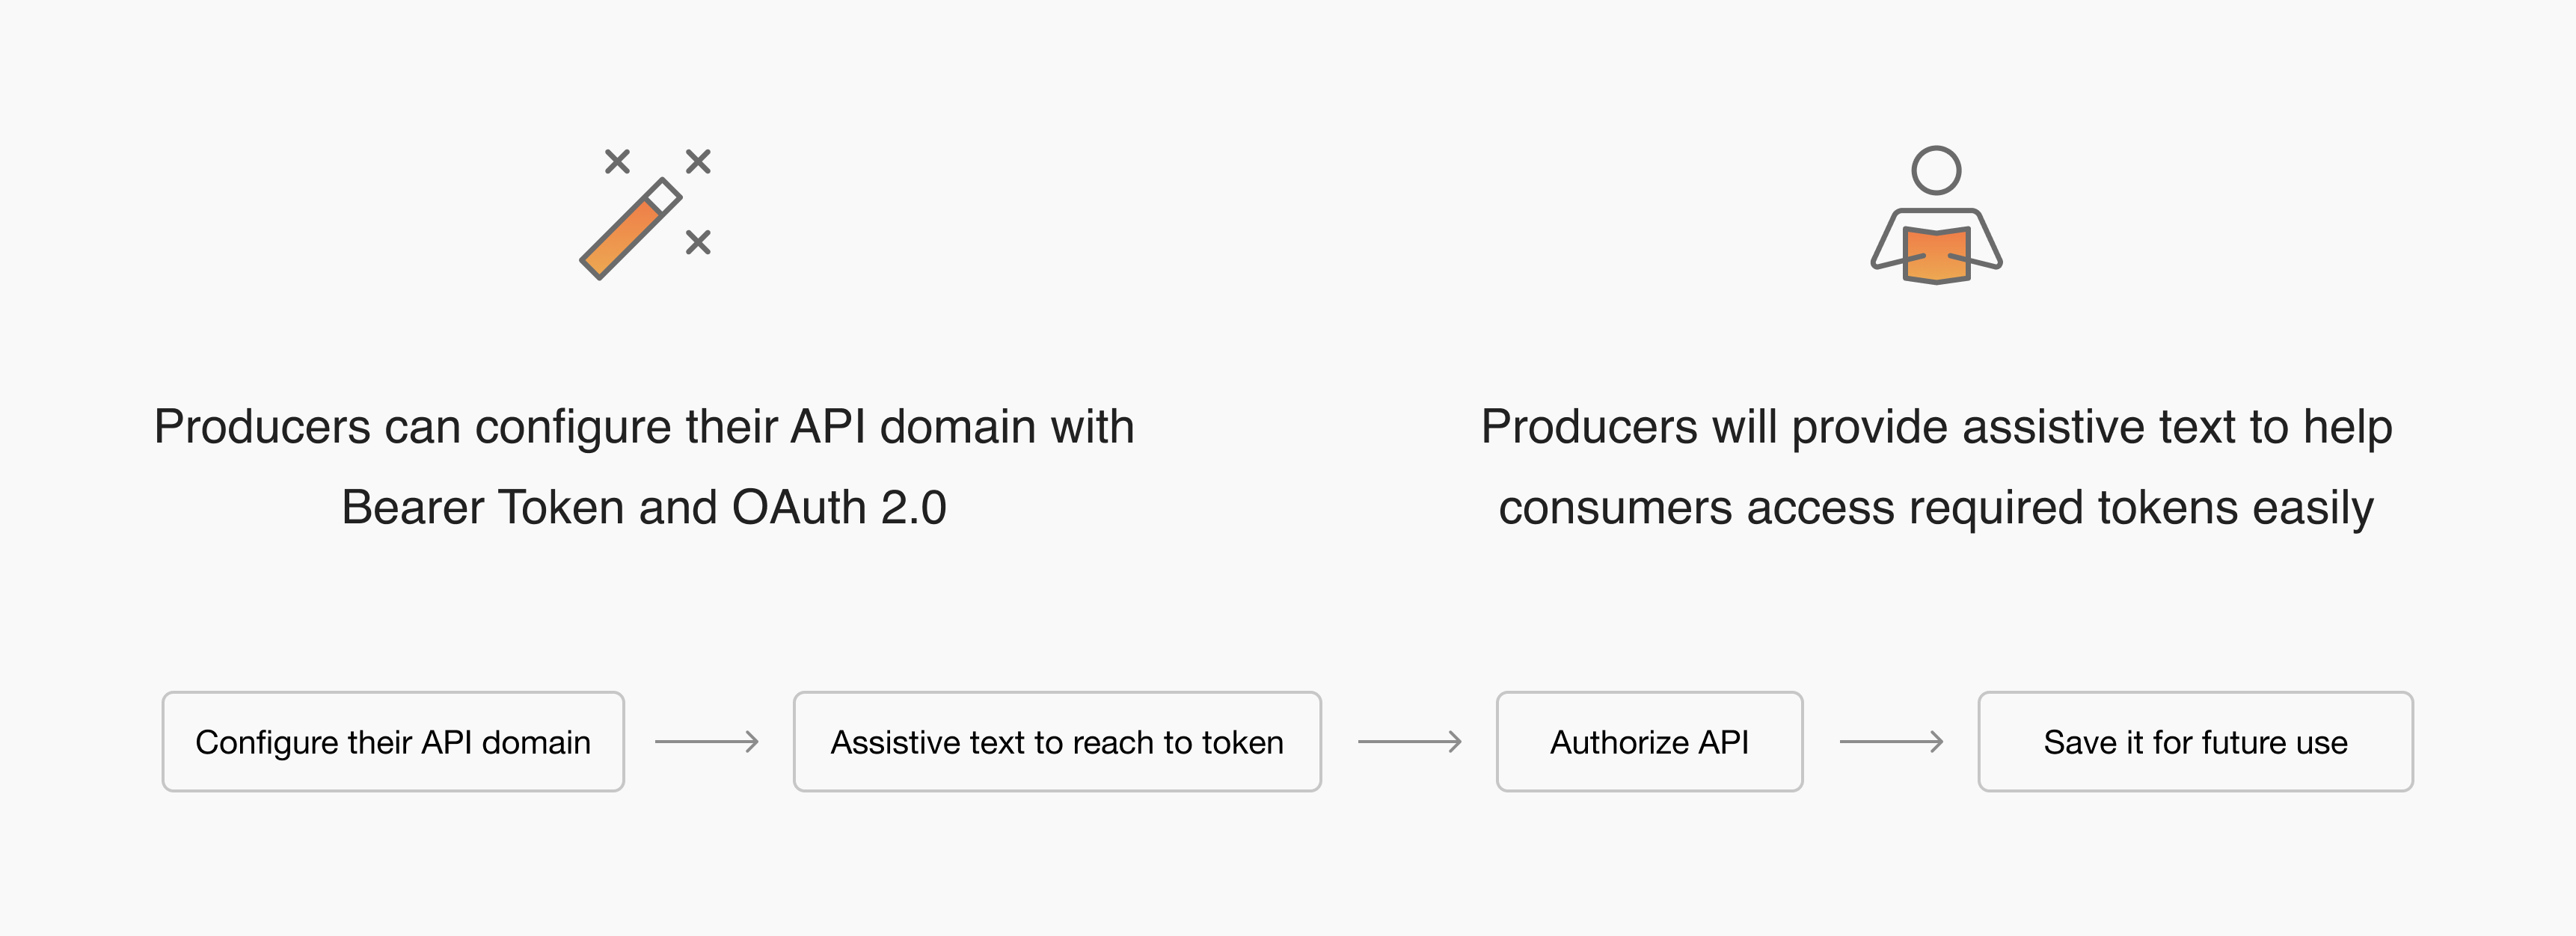 Producers can configure their API domain with
Bearer Token and OAuth 2.0
Producers will provide assistive text to help
consumers access required tokens easily
Configure their API domain
Assistive text to reach to token
Authorize API
Save it for future use